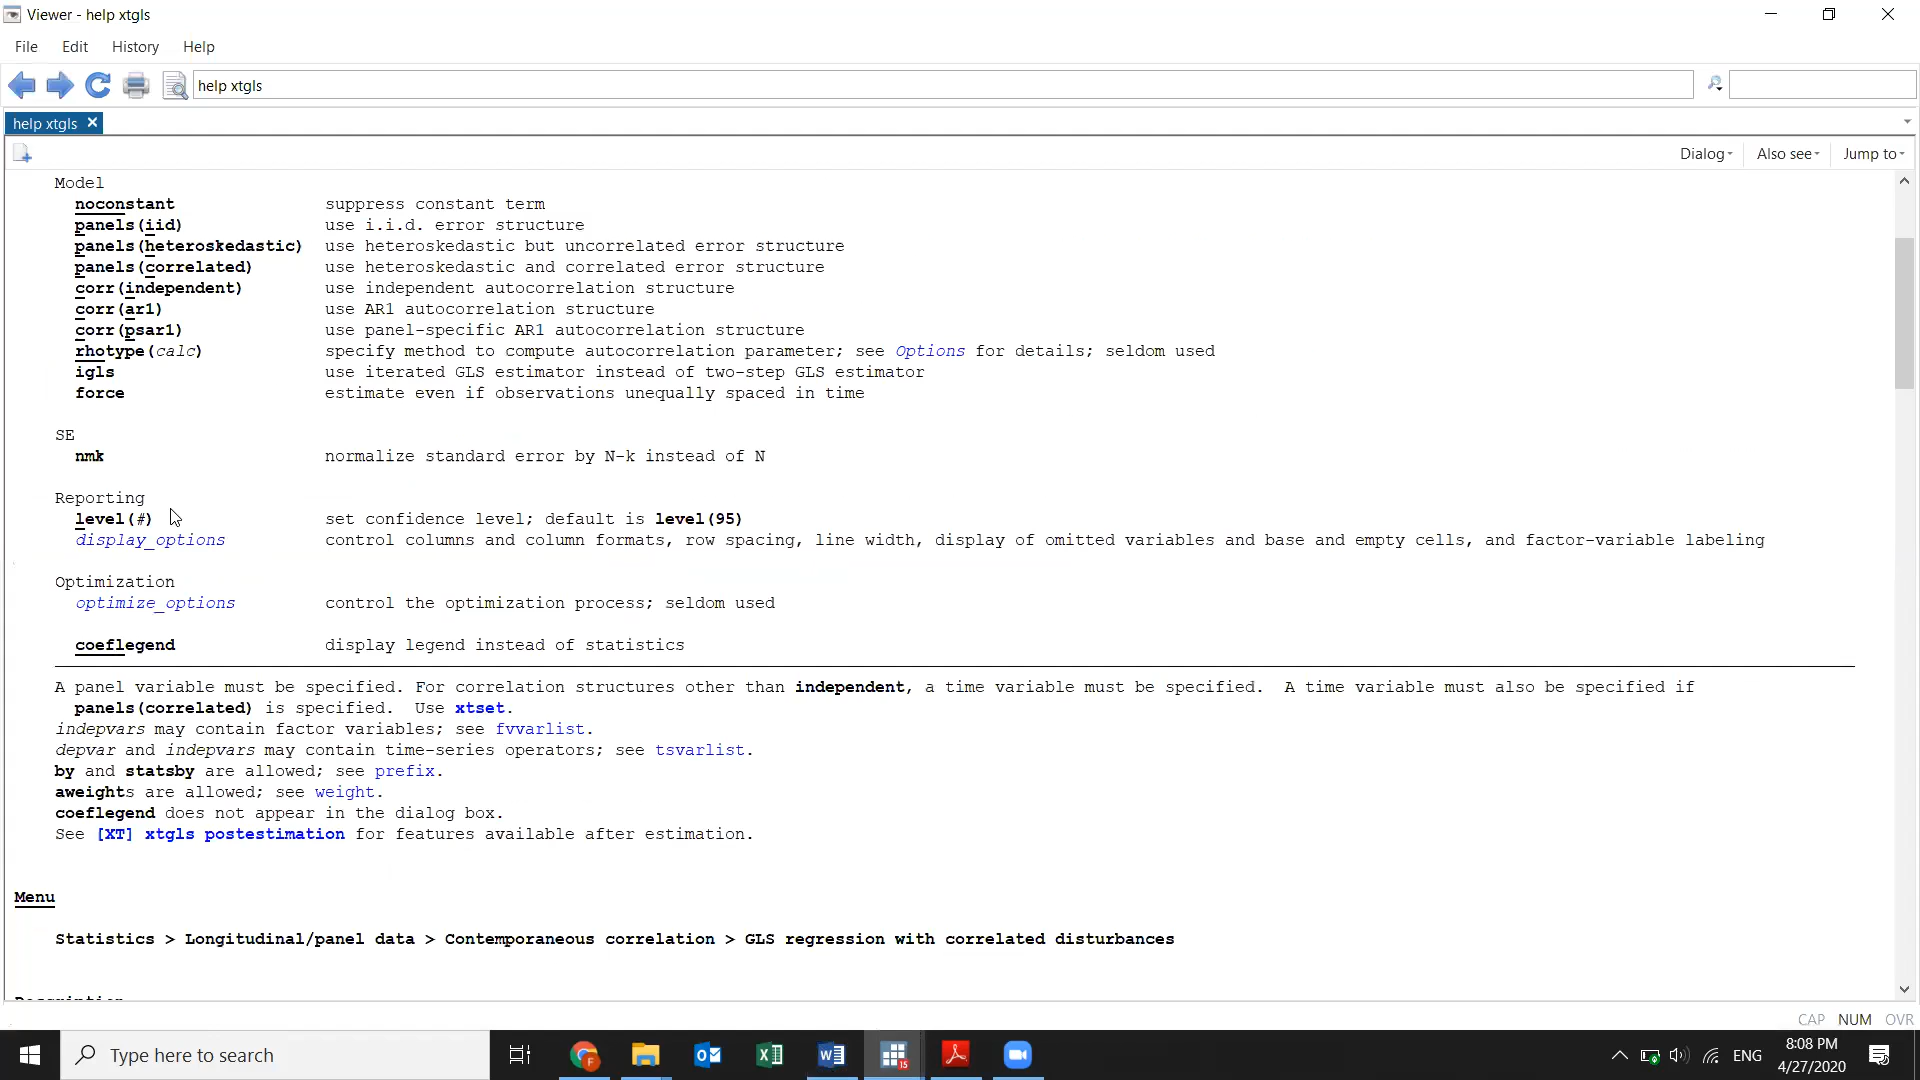 Viewer - help xtgls
File Edit History Help
help xtgls
help xtgls
Dialog Also see Jump to
Model
noconstant suppress constant term
panels(iid) use i.i.d. error structure
panels(heteroskedastic) use heteroskedastic but uncorrelated error structure
panels(correlated) use heteroskedastic and correlated error structure
corr(independent) use independent autocorrelation structure
corr(ar1) use AR1 autocorrelation structure
corr(psar1) use panel-specific AR1 autocorrelation structure
rhotype(calc) specify method to compute autocorrelation parameter; see Options for details; seldom used
igls use iterated GLS estimator instead of two-step GLS estimator
force estimate even if observations unequally spaced in time
SE
nmk normalize standard error by N-k instead of N
Reporting
level(#) set confidence level; default is level(95)
display_options control columns and column formats, row spacing, line width, display of omitted variables and base and empty cells, and factor-variable labeling
Optimization
optimize_options control the optimization process; seldom used
coeflegend display legend instead of statistics
A panel variable must be specified. For correlation structures other than independent, a time variable must be specified. A time variable must also be specified if
panels(correlated) is specified. Use xtset.
indepvars may contain factor variables; see fvvarlist.
depvar and indepvars may contain time-series operators; see tsvarlist.
by and statsby are allowed; see prefix.
aweights are allowed; see weight.
coeflegend does not appear in the dialog box.
See [XT] xtgls postestimation for features available after estimation.
Menu
Statistics > Longitudinal/panel data > Contemporaneous correlation > GLS regression with correlated disturbances
Description
CAP NUM OVR
Type here to search
15
ENG
8:08 PM
4/27/2020